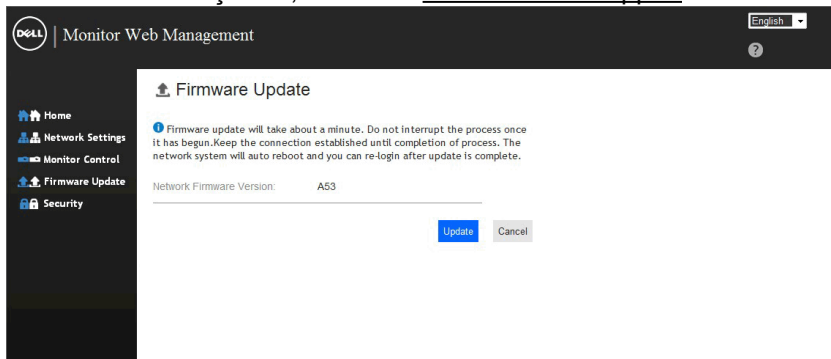 English
DELL | Monitor Web Management
Firmware Update
Home
Network Settings
Monitor Control
Firmware Update
Security
Firmware update will take about a minute. Do not interrupt the process once
it has begun.Keep the connection established until completion of process. The
network system will auto reboot and you can re-login after update is complete.
Network Firmware Version: A53
Update Cancel